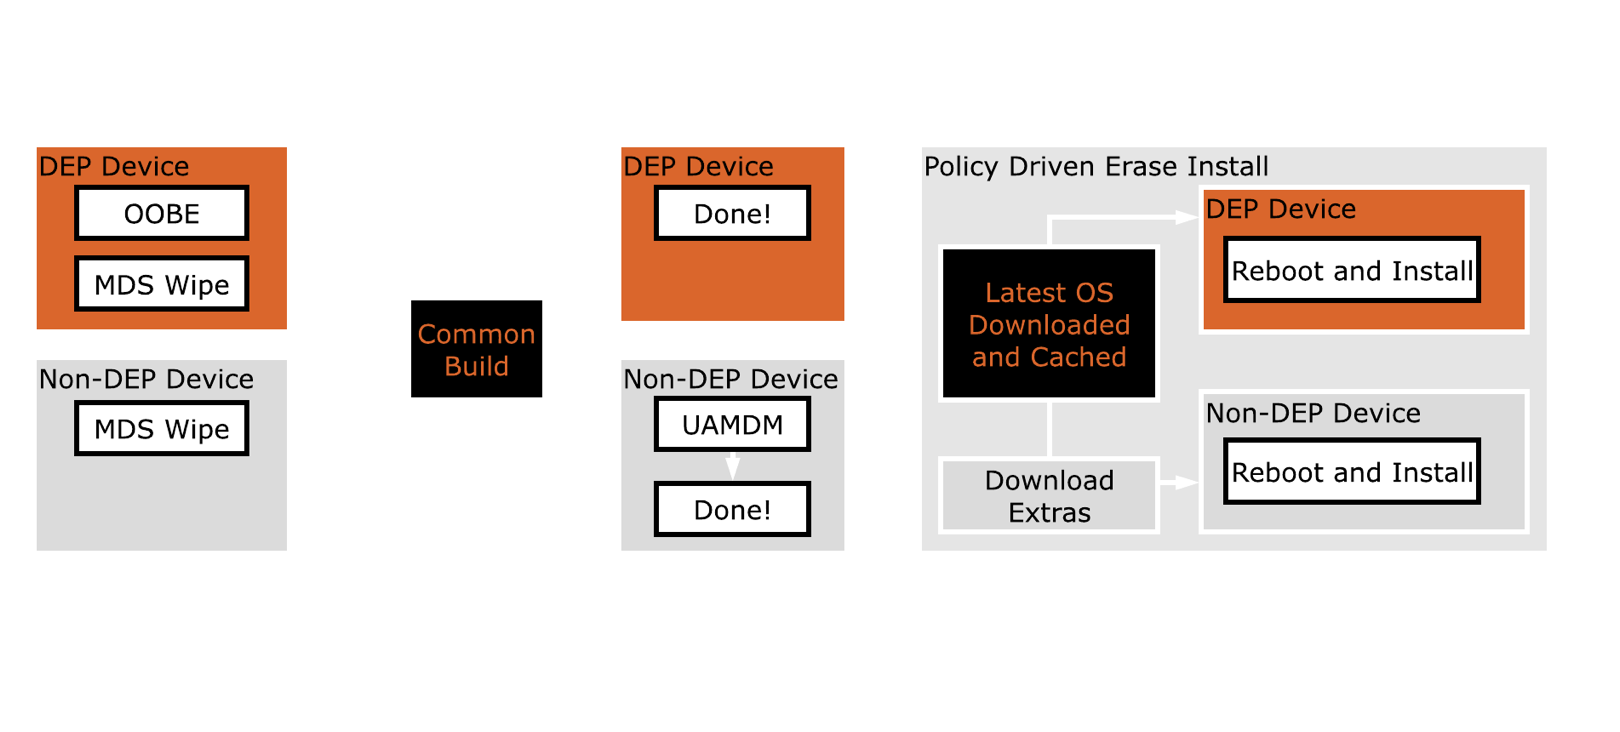 DEP Device
OOBE
MDS Wipe
Non-DEP Device
MDS Wipe
Common
Build
DEP Device
Done!
Non-DEP Device
UAMDM
Done!
Policy Driven Erase Install
Latest OS
Downloaded
and Cached
Download
Extras
DEP Device
Reboot and Install
Non-DEP Device
Reboot and Install